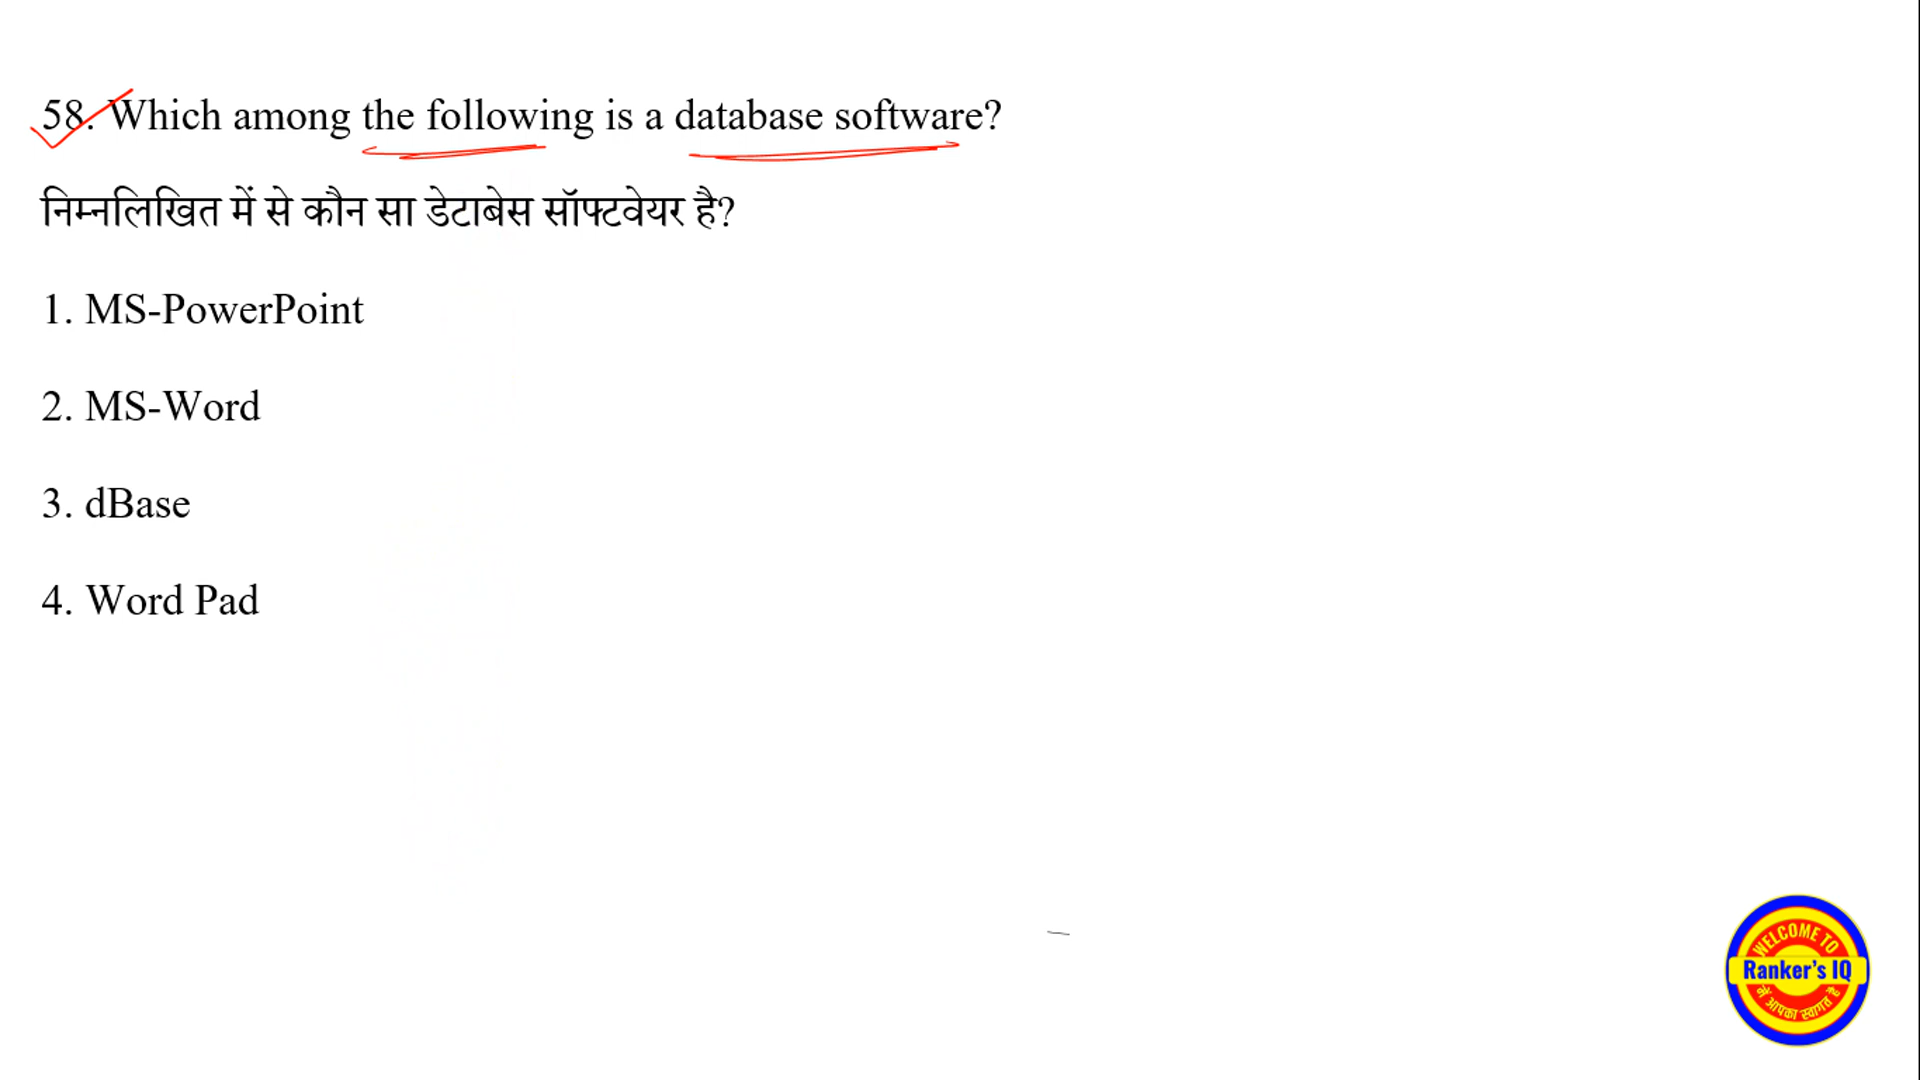 58. Which among the following is a database software?
निम्नलिखित में से कौन सा डेटाबेस सॉफ्टवेयर है?
1. MS-PowerPoint
2. MS-Word
3. dBase
4. Word Pad
WELCOME TO
Ranker's IQ
में आपका स्वागत है